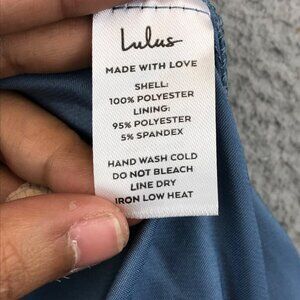 Lulus
MADE WITH LOVE
SHELL:
100% POLYESTER
LINING:
95% POLYESTER
5% SPANDEX
HAND WASH COLD
DO NOT BLEACH
LINE DRY
IRON LOW HEAT